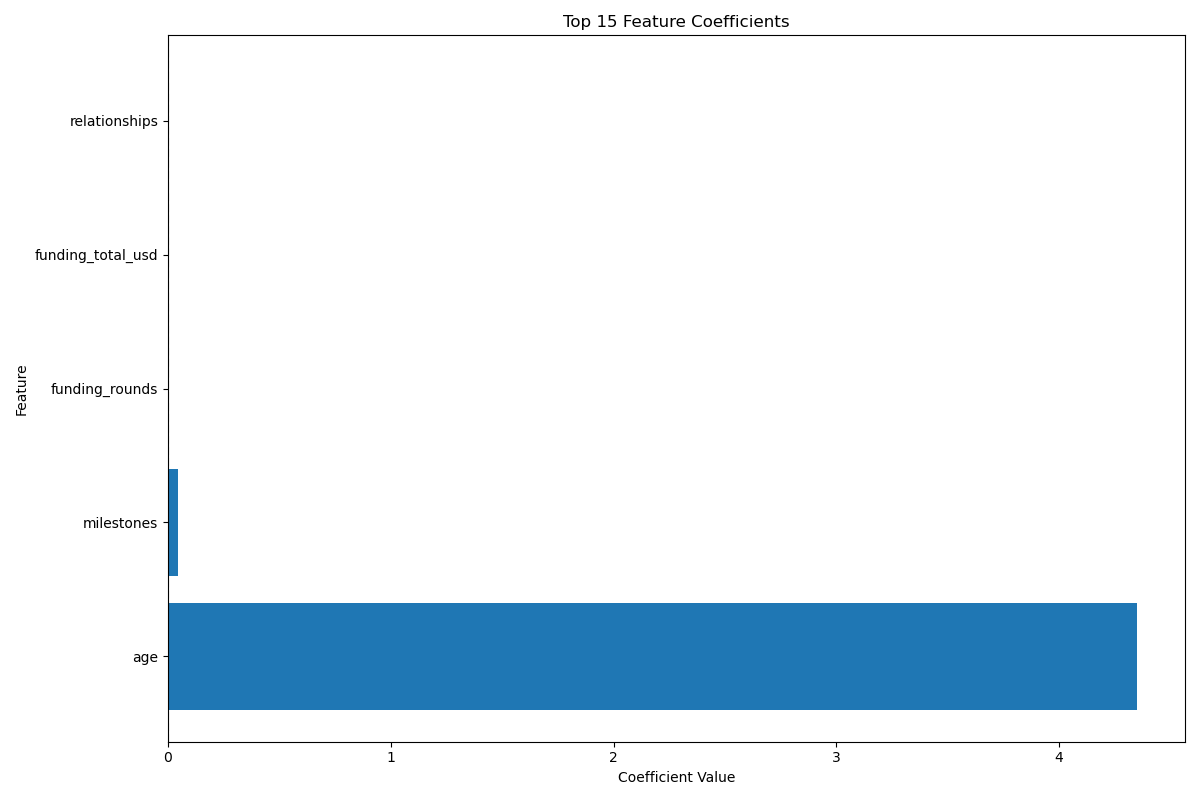 Top 15 Feature Coefficients
Feature
relationships
funding_total_usd
funding_rounds
milestones
age
0 1 2 3 4
Coefficient Value